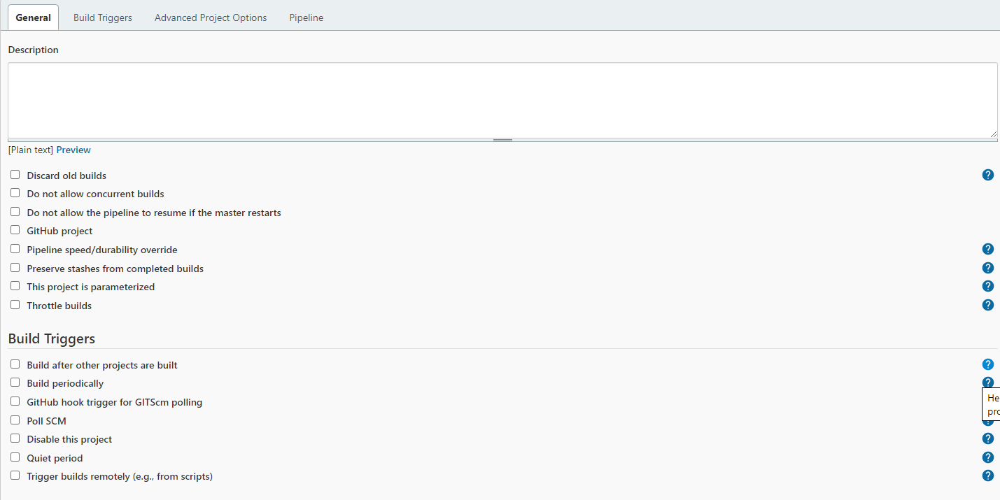 General Build Triggers Advanced Project Options Pipeline
Description
[Plain text] Preview
Discard old builds
Do not allow concurrent builds
Do not allow the pipeline to resume if the master restarts
GitHub project
Pipeline speed/durability override
Preserve stashes from completed builds
This project is parameterized
Throttle builds
Build Triggers
Build after other projects are built
Build periodically
GitHub hook trigger for GITScm polling
Poll SCM
Disable this project
Quiet period
Trigger builds remotely (e.g., from scripts)